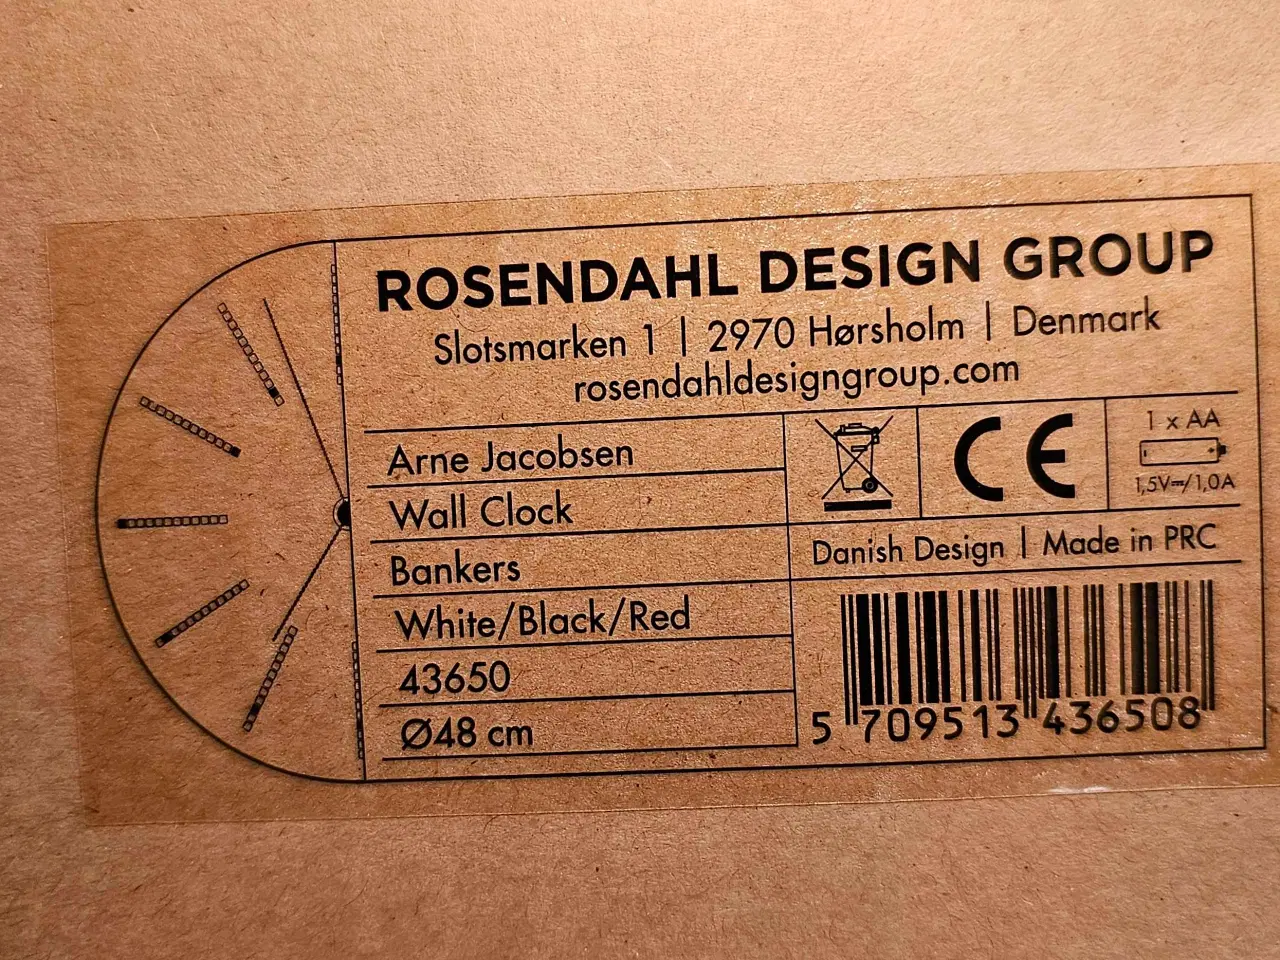 ROSENDAHL DESIGN GROUP
Slotsmarken 1 | 2970 Hørsholm | Denmark
rosendahldesigngroup.com
Arne Jacobsen
Wall Clock
Bankers
White/Black/Red
43650
Ø48 cm
CE
1 x AA
1,5V⎓/1,0A
Danish Design | Made in PRC
5 709513 436508